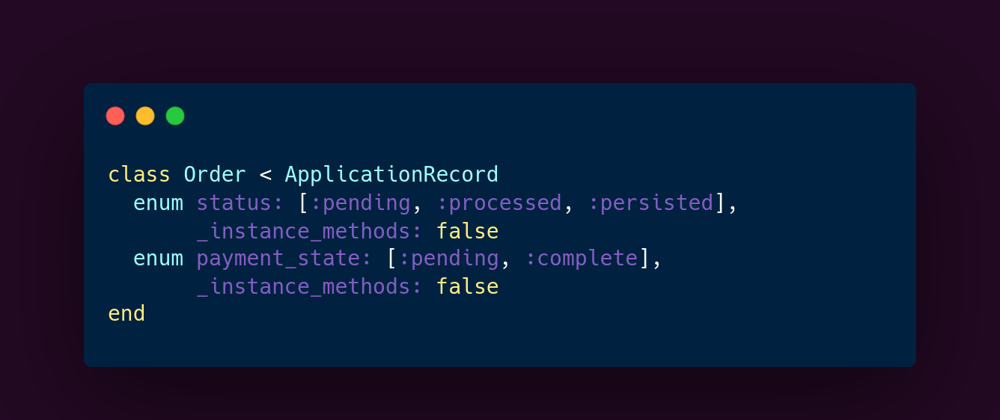 class Order < ApplicationRecord
  enum status: [:pending, :processed, :persisted],
       _instance_methods: false
  enum payment_state: [:pending, :complete],
       _instance_methods: false
end